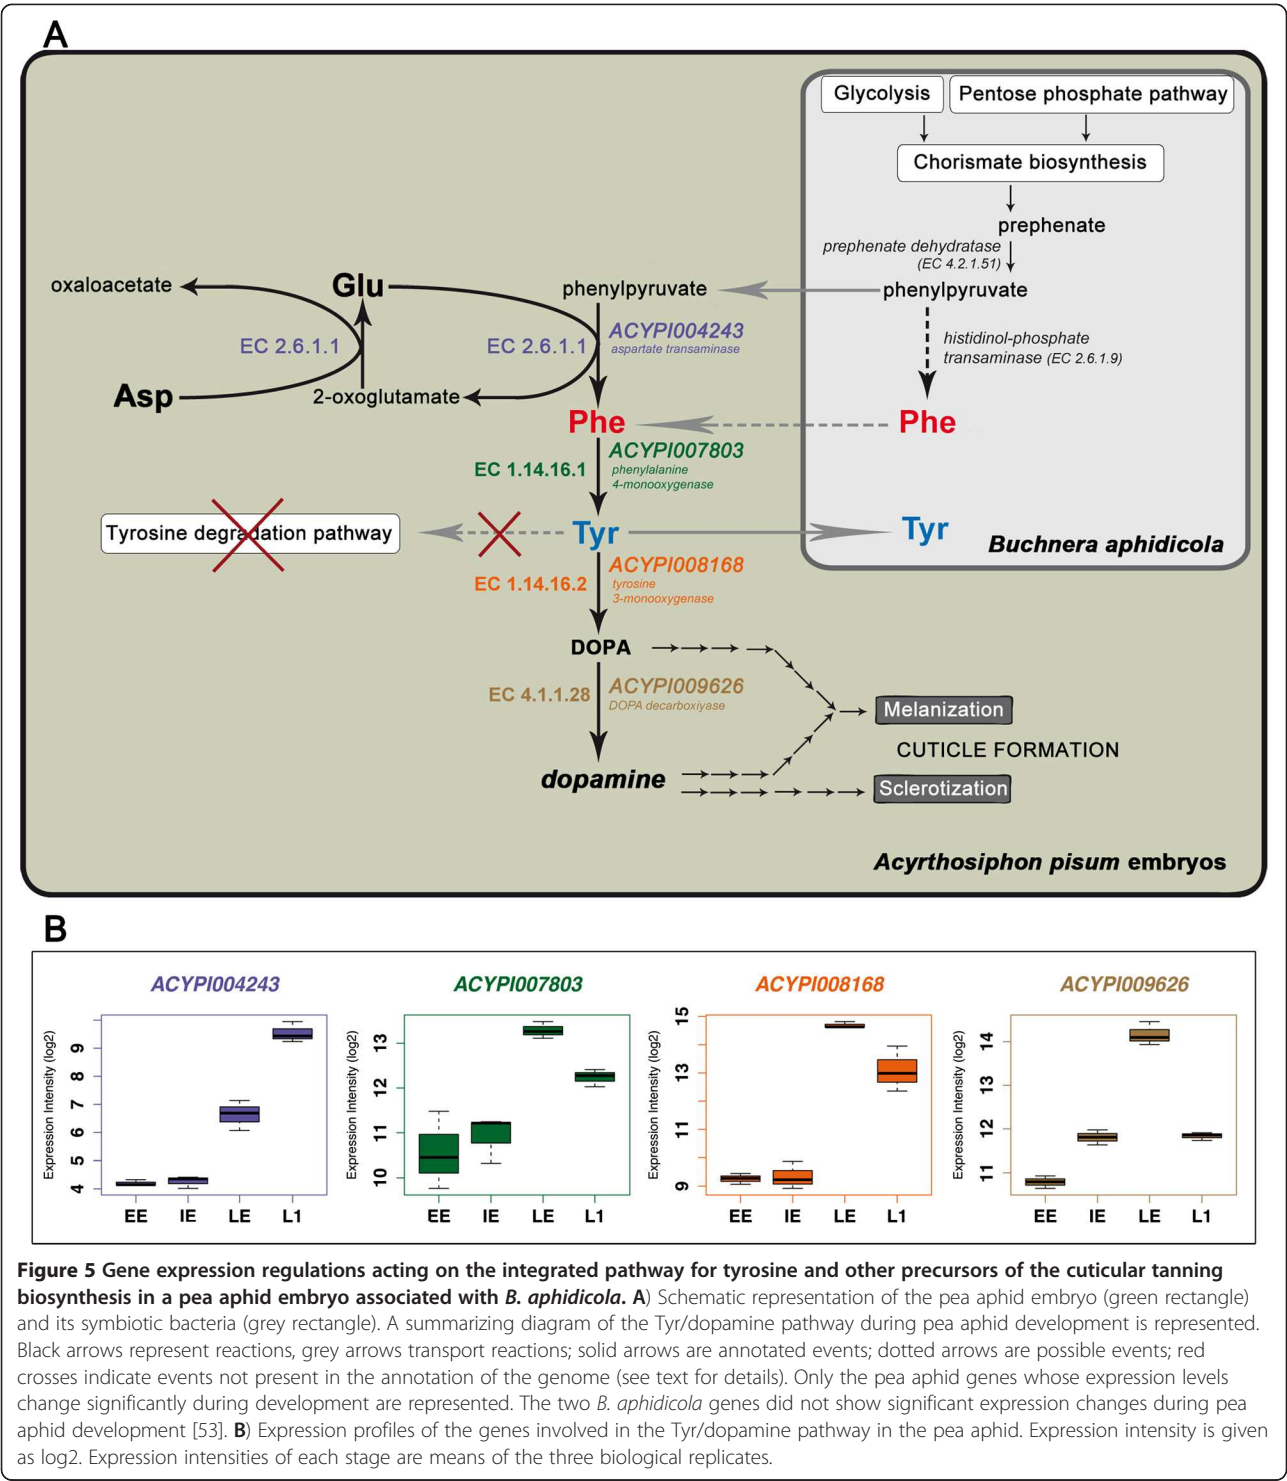 A
Glycolysis
Pentose phosphate pathway
Chorismate biosynthesis
prephenate
prephenate dehydratase
(EC 4.2.1.51)
oxaloacetate
Glu
phenylpyruvate
phenylpyruvate
EC 2.6.1.1
EC 2.6.1.1
ACYPI004243
aspartate transaminase
histidinol-phosphate
transaminase (EC 2.6.1.9)
Asp
2-oxoglutamate
Phe
Phe
EC 1.14.16.1
ACYPI007803
phenylalanine
4-monooxygenase
Tyrosine degradation pathway
Tyr
Tyr
Buchnera aphidicola
EC 1.14.16.2
ACYPI008168
tyrosine
3-monooxygenase
DOPA
EC 4.1.1.28
ACYPI009626
DOPA decarboxiyase
Melanization
CUTICLE FORMATION
dopamine
Sclerotization
Acyrthosiphon pisum embryos
B
ACYPI004243
Expression Intensity (log2)
9
8
7
6
5
4
EE IE LE L1
ACYPI007803
Expression Intensity (log2)
13
12
11
10
EE IE LE L1
ACYPI008168
Expression Intensity (log2)
15
13
11
9
EE IE LE L1
ACYPI009626
Expression Intensity (log2)
14
13
12
11
EE IE LE L1
Figure 5 Gene expression regulations acting on the integrated pathway for tyrosine and other precursors of the cuticular tanning
biosynthesis in a pea aphid embryo associated with B. aphidicola. A) Schematic representation of the pea aphid embryo (green rectangle)
and its symbiotic bacteria (grey rectangle). A summarizing diagram of the Tyr/dopamine pathway during pea aphid development is represented.
Black arrows represent reactions, grey arrows transport reactions; solid arrows are annotated events; dotted arrows are possible events; red
crosses indicate events not present in the annotation of the genome (see text for details). Only the pea aphid genes whose expression levels
change significantly during development are represented. The two B. aphidicola genes did not show significant expression changes during pea
aphid development [53]. B) Expression profiles of the genes involved in the Tyr/dopamine pathway in the pea aphid. Expression intensity is given
as log2. Expression intensities of each stage are means of the three biological replicates.